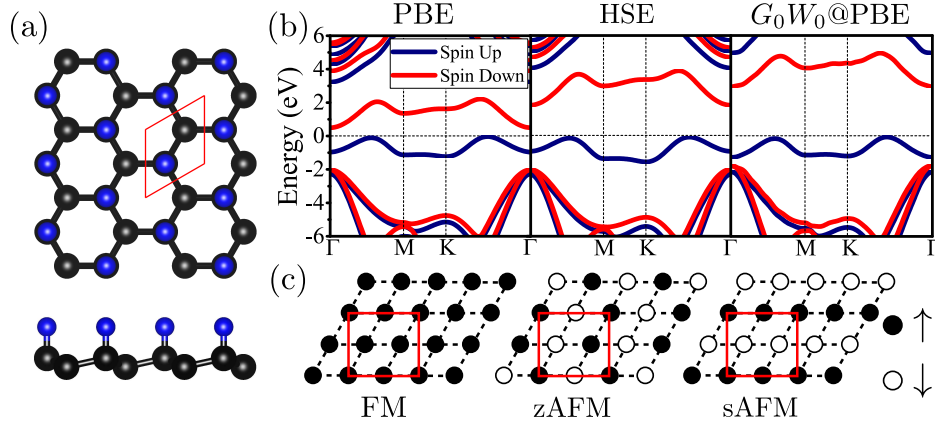 (a)
(b)
PBE
HSE
G₀W₀@PBE
Spin Up
Spin Down
Energy (eV)
6
4
2
0
-2
-4
-6
Γ M K Γ M K Γ M K Γ
(c)
FM
zAFM
sAFM
↑
↓